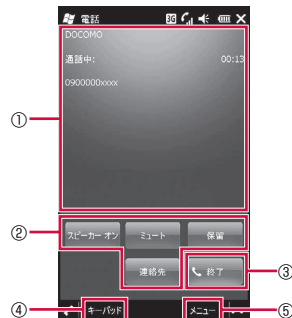 電話 3G
DOCOMO
通話中: 00:13
0900000xxxx
①
② スピーカー オン ミュート 保留
連絡先 終了 ③
④ キーパッド メニュー ⑤